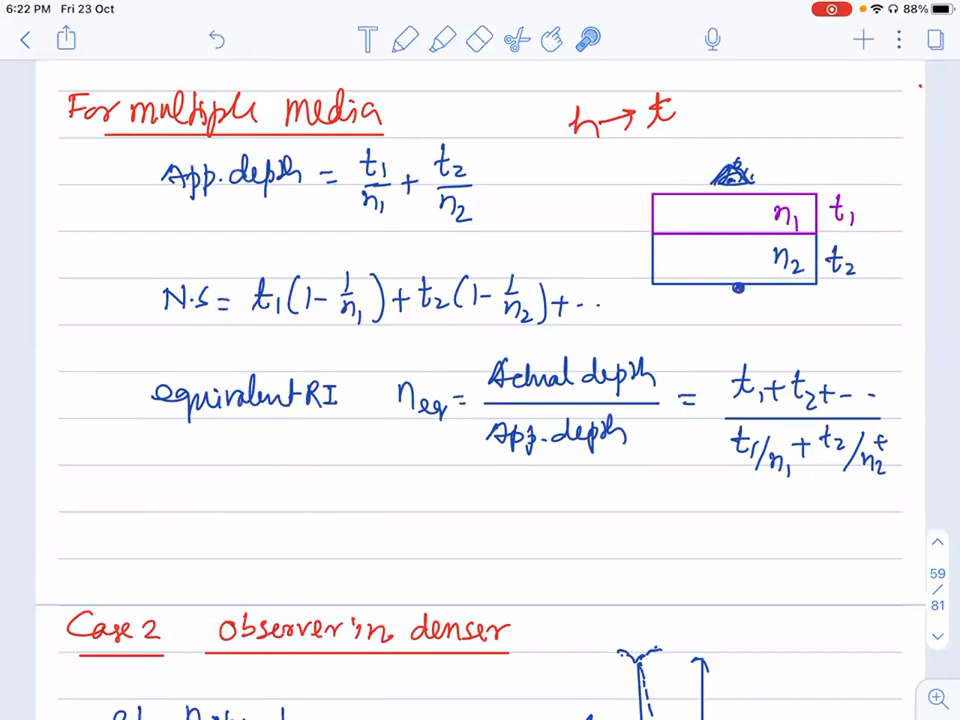 6:22 PM Fri 23 Oct 88%
For multiple media
h → t
App. depth = t1/n1 + t2/n2
n1 t1
n2 t2
N.S = t1(1 - 1/n1) + t2(1 - 1/n2) + ...
equivalent RI neq = Actual depth / App. depth = t1 + t2 + -.. / t1/n1 + t2/n2 +
59 / 81
Case 2 observer in denser